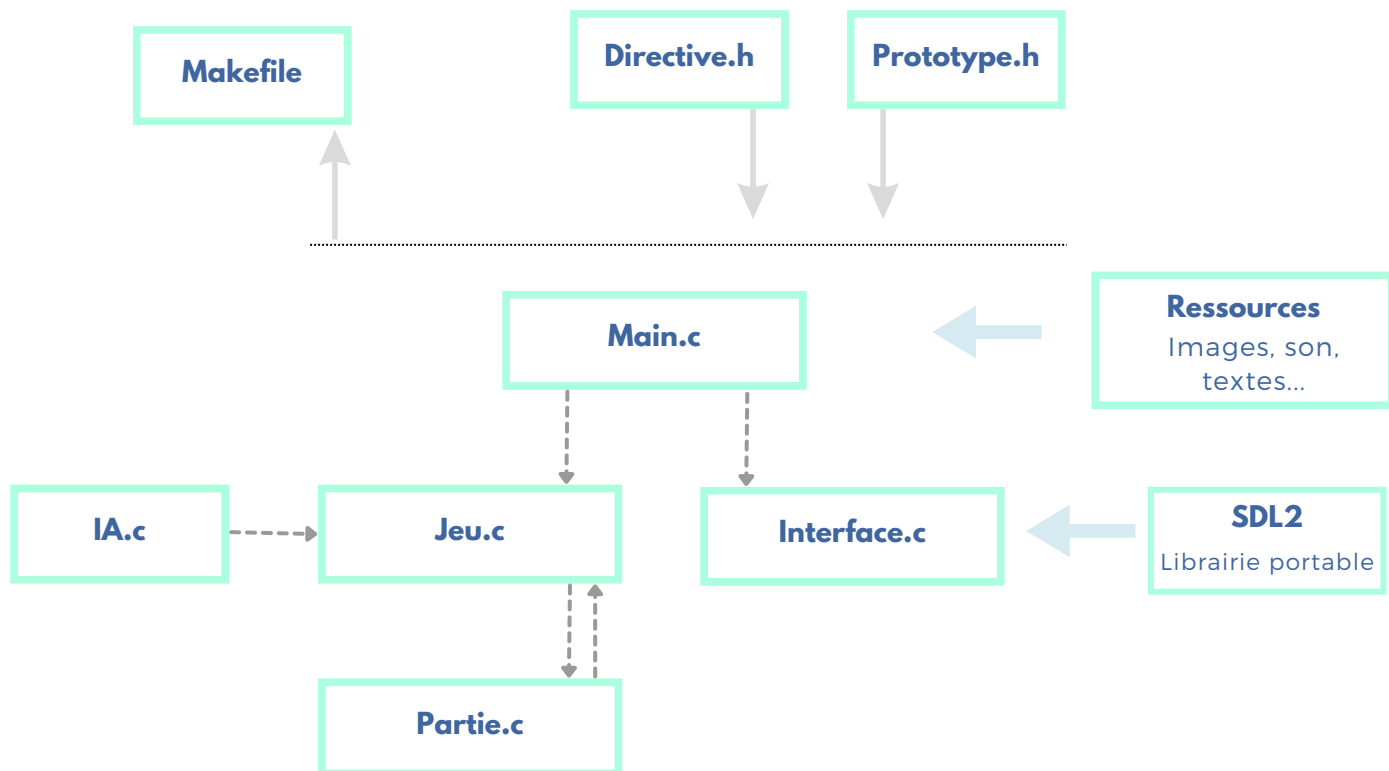 Makefile
Directive.h
Prototype.h
Main.c
Ressources
Images, son,
textes...
IA.c
Jeu.c
Interface.c
SDL2
Librairie portable
Partie.c